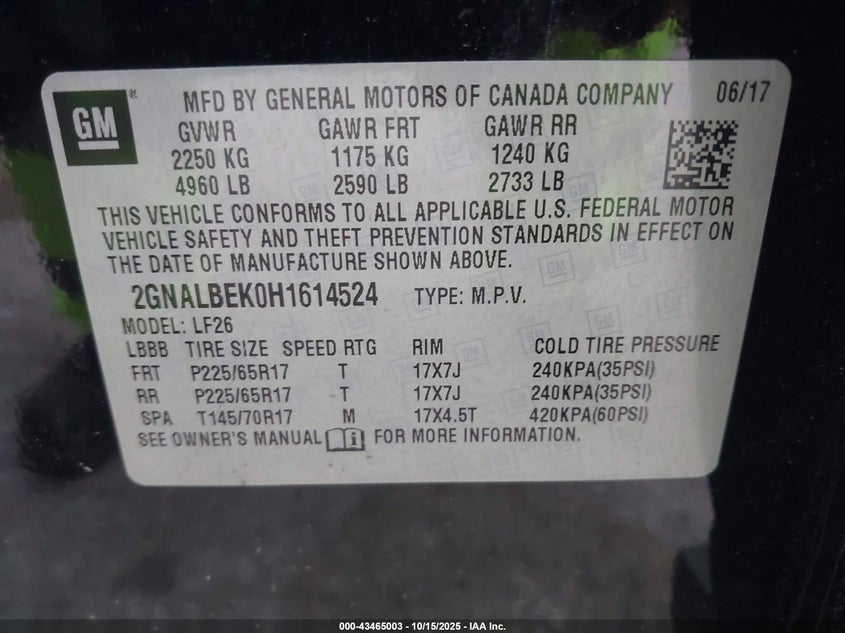 GM ® MFD BY GENERAL MOTORS OF CANADA COMPANY 06/17
GVWR GAWR FRT GAWR RR
2250 KG 1175 KG 1240 KG
4960 LB 2590 LB 2733 LB
THIS VEHICLE CONFORMS TO ALL APPLICABLE U.S. FEDERAL MOTOR
VEHICLE SAFETY AND THEFT PREVENTION STANDARDS IN EFFECT ON
THE DATE OF MANUFACTURE SHOWN ABOVE.
2GNALBEK0H1614524 TYPE: M.P.V.
MODEL: LF26
LBBB TIRE SIZE SPEED RTG RIM COLD TIRE PRESSURE
FRT P225/65R17 T 17X7J 240KPA(35PSI)
RR P225/65R17 T 17X7J 240KPA(35PSI)
SPA T145/70R17 M 17X4.5T 420KPA(60PSI)
SEE OWNER'S MANUAL i FOR MORE INFORMATION.
000-43465003 - 10/15/2025 - IAA Inc.